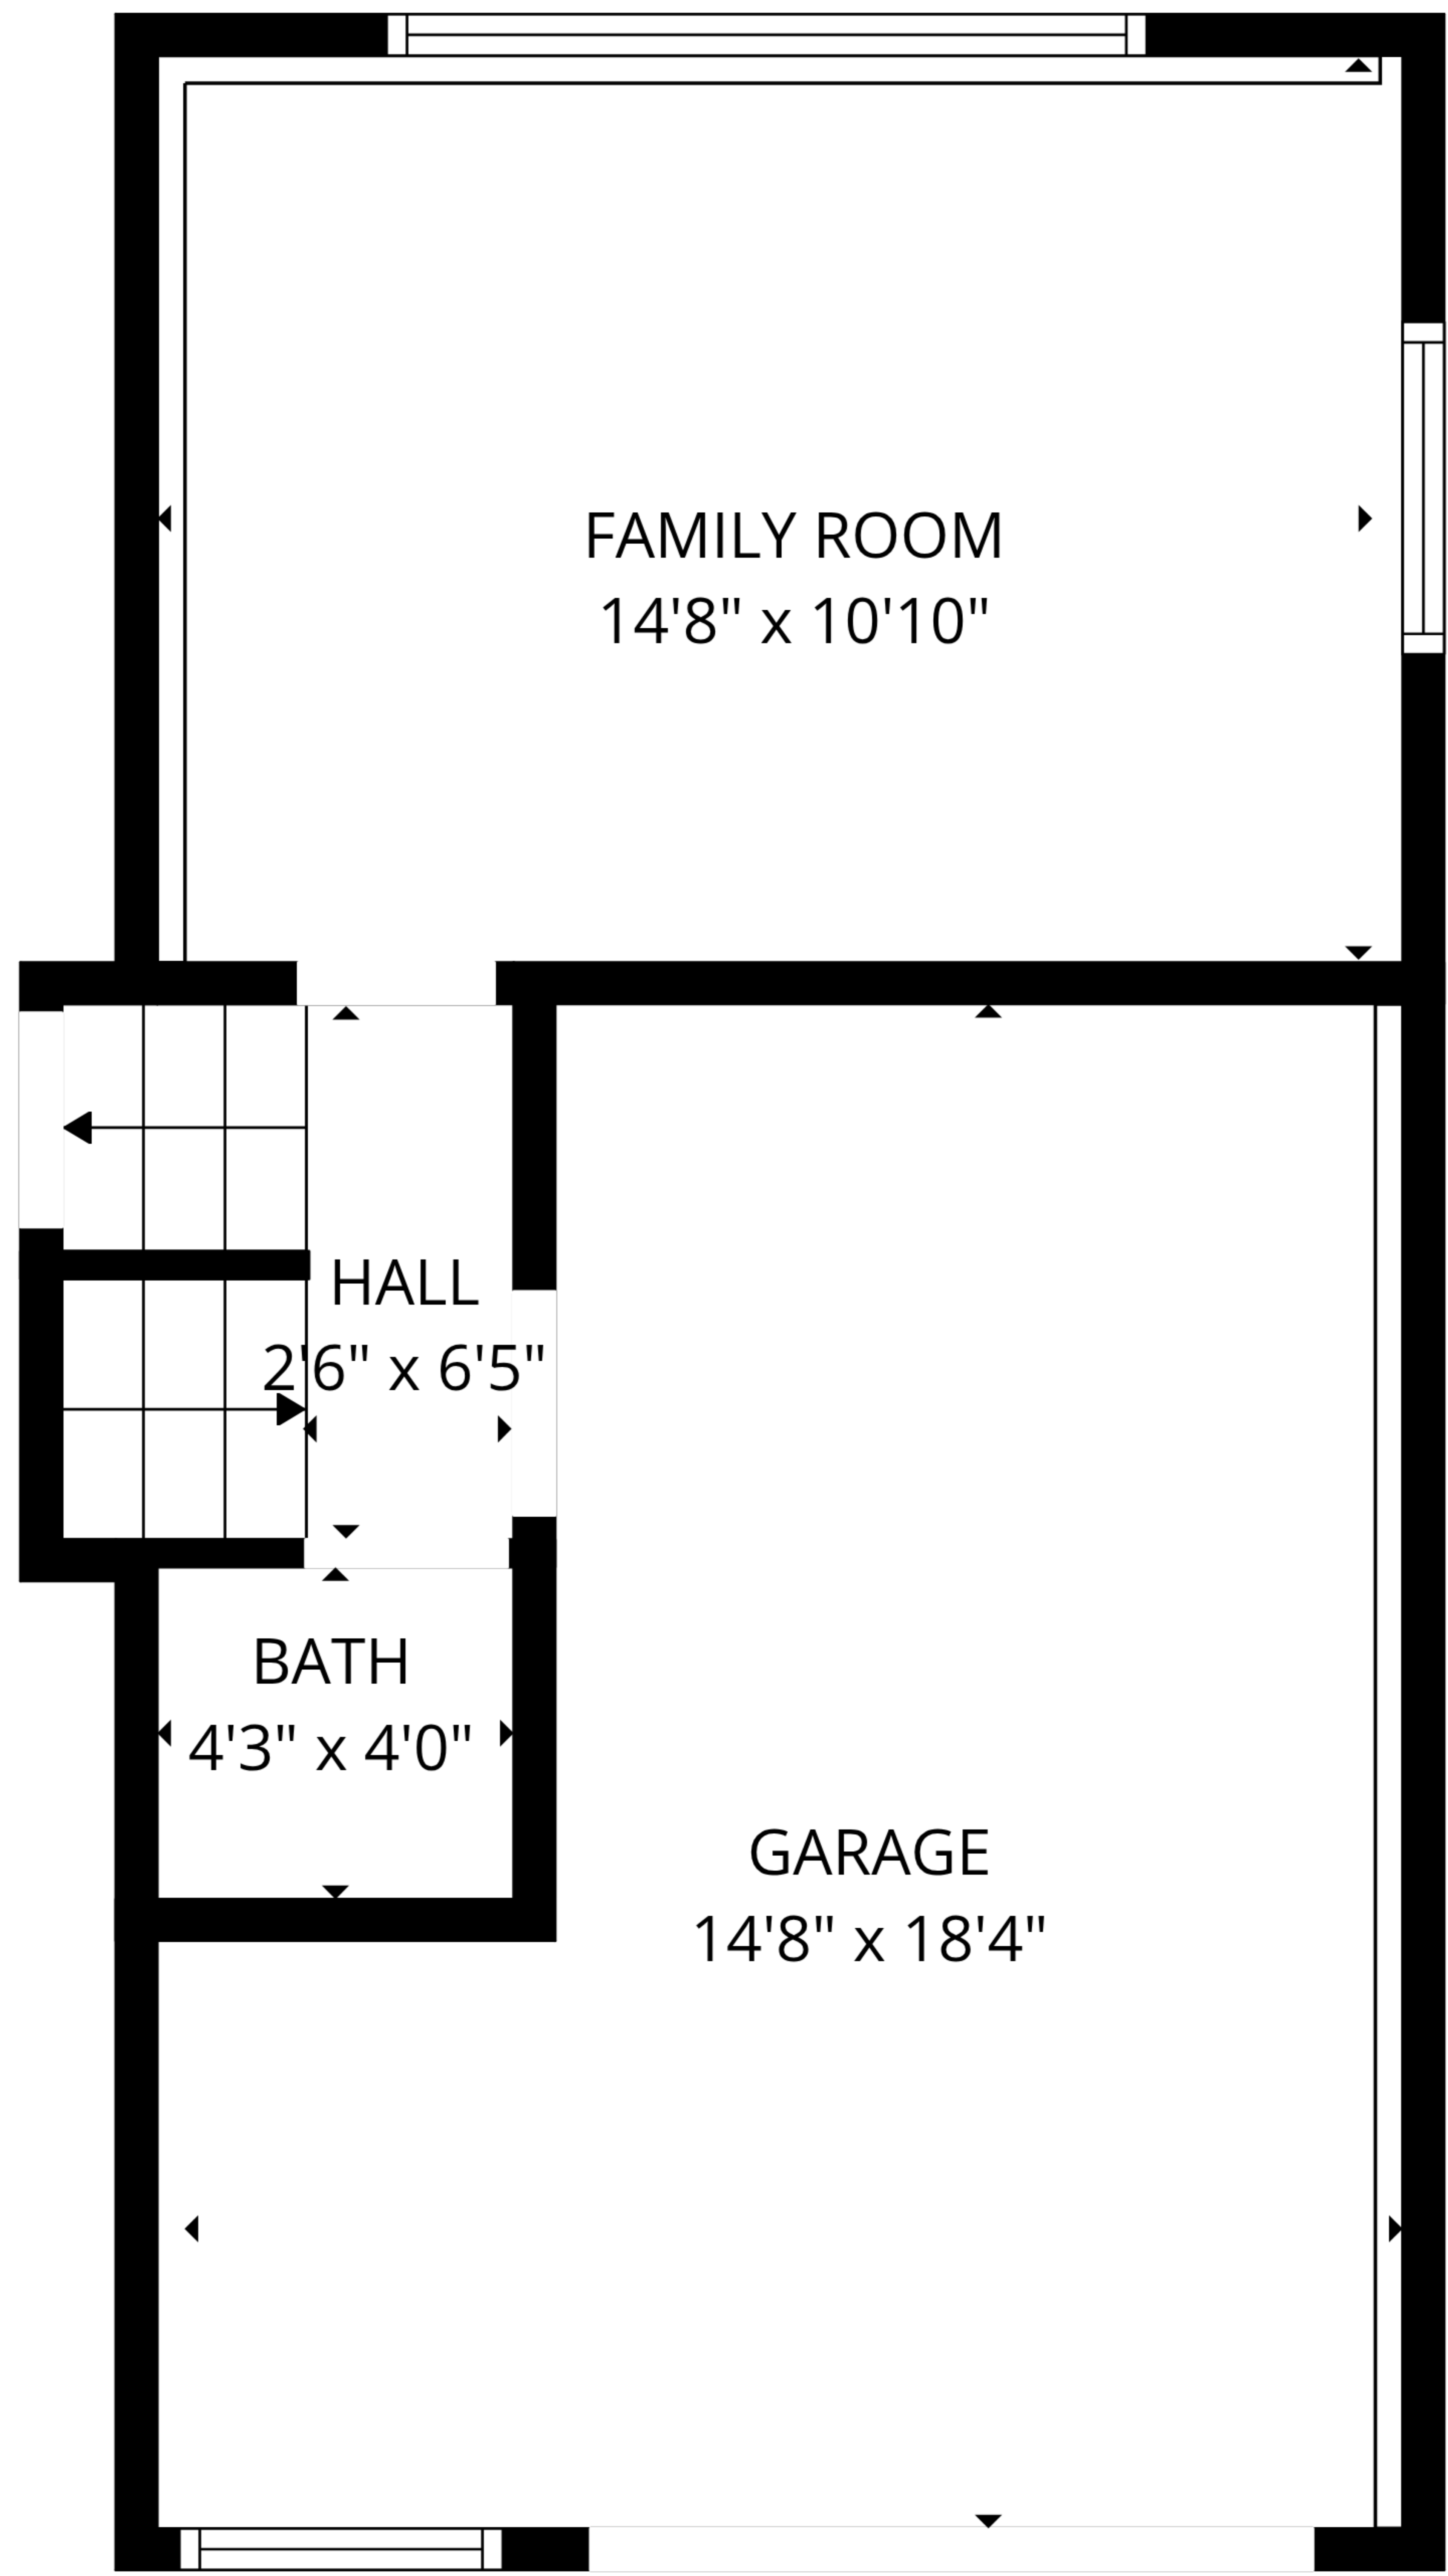 FAMILY ROOM
14'8" x 10'10"
HALL
2'6" x 6'5"
BATH
4'3" x 4'0"
GARAGE
14'8" x 18'4"